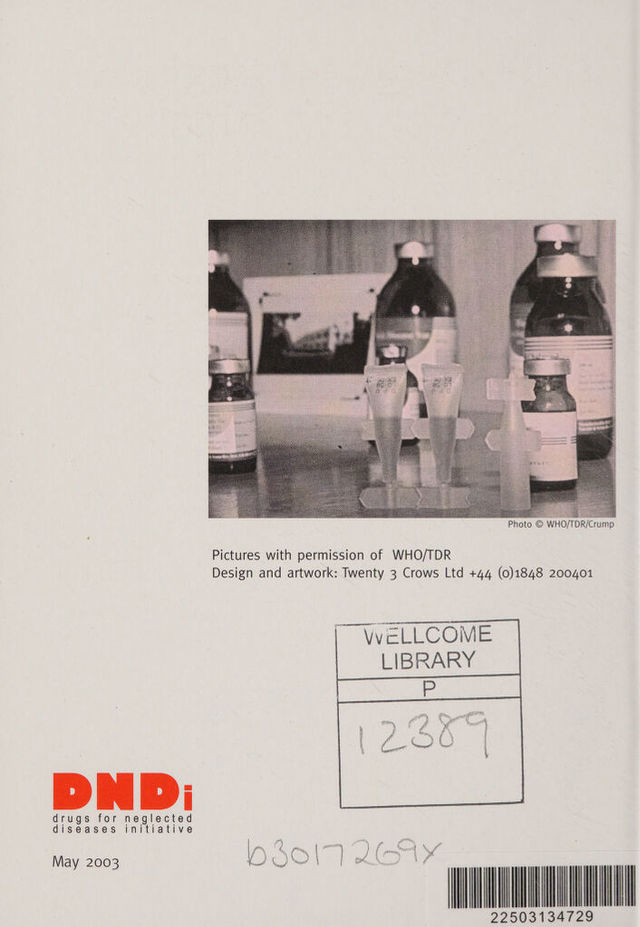 Photo © WHO/TDR/Crump
Pictures with permission of WHO/TDR
Design and artwork: Twenty 3 Crows Ltd +44 (0)1848 200401
WELLCOME
LIBRARY
P
12389
DNDi
drugs for neglected
diseases initiative
May 2003
b3017269x
22503134729